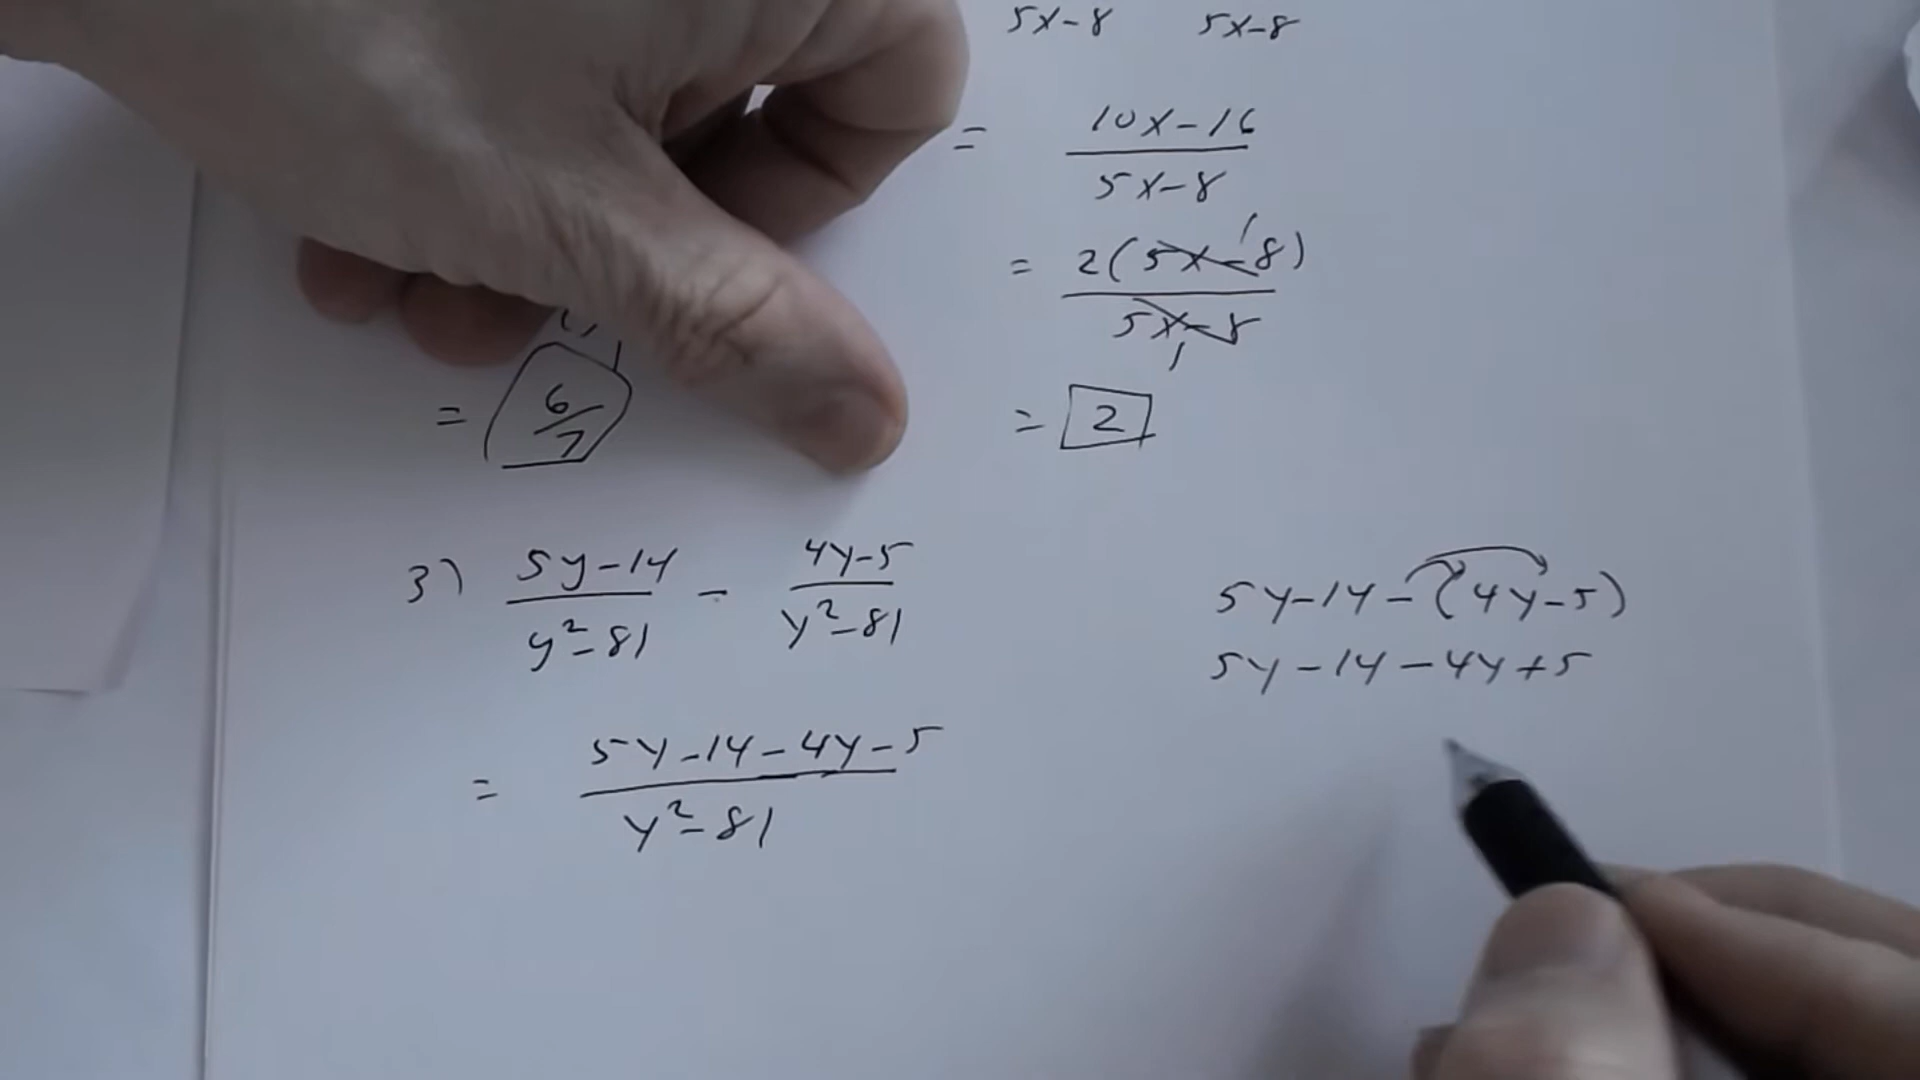 5x-8 5x-8
= 10x-16
5x-8
= 2(5x-8) 1
5x-8 1
= 6/7
= 2
3) 5y-14 - 4y-5
y²-81 y²-81
= 5y-14-4y-5
y²-81
5y-14-(4y-5)
5y-14-4y+5